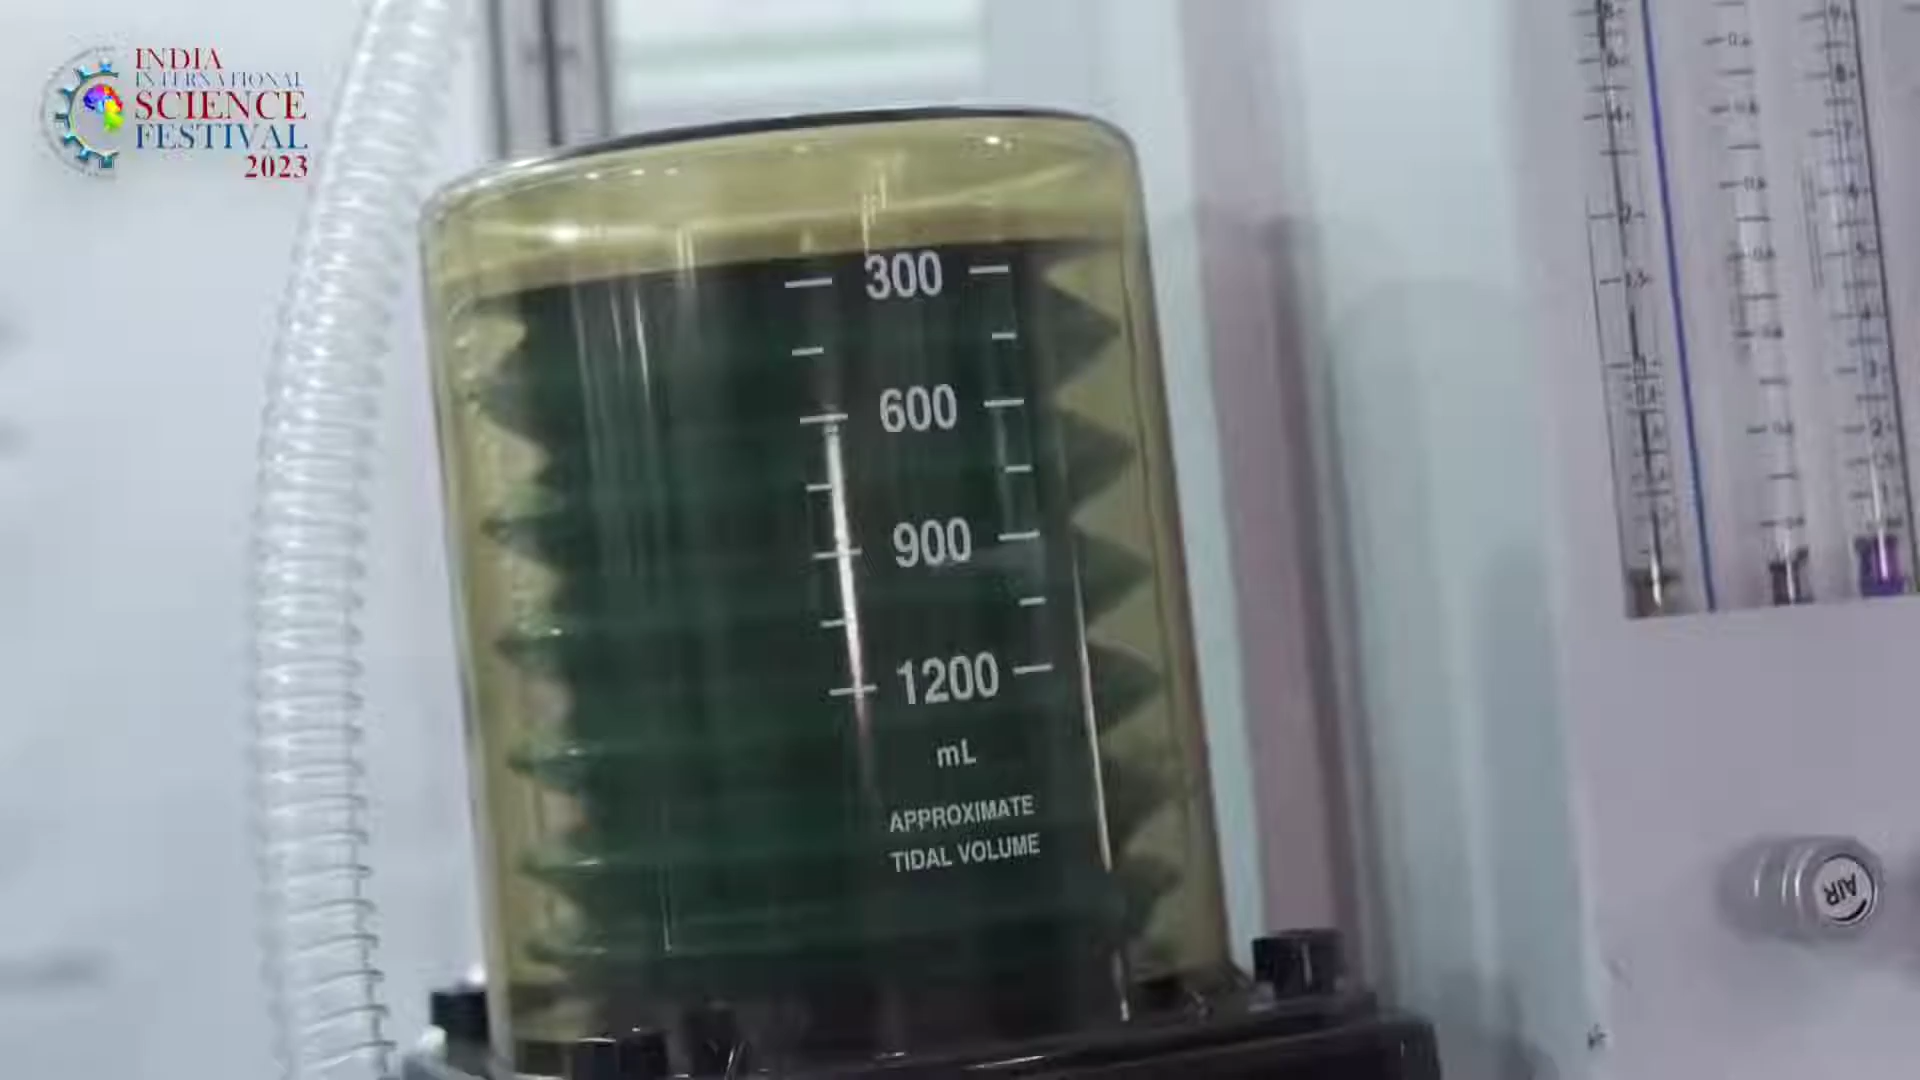 INDIA
INTERNATIONAL
SCIENCE
FESTIVAL
2023
300
600
900
1200
mL
APPROXIMATE
TIDAL VOLUME
AIR